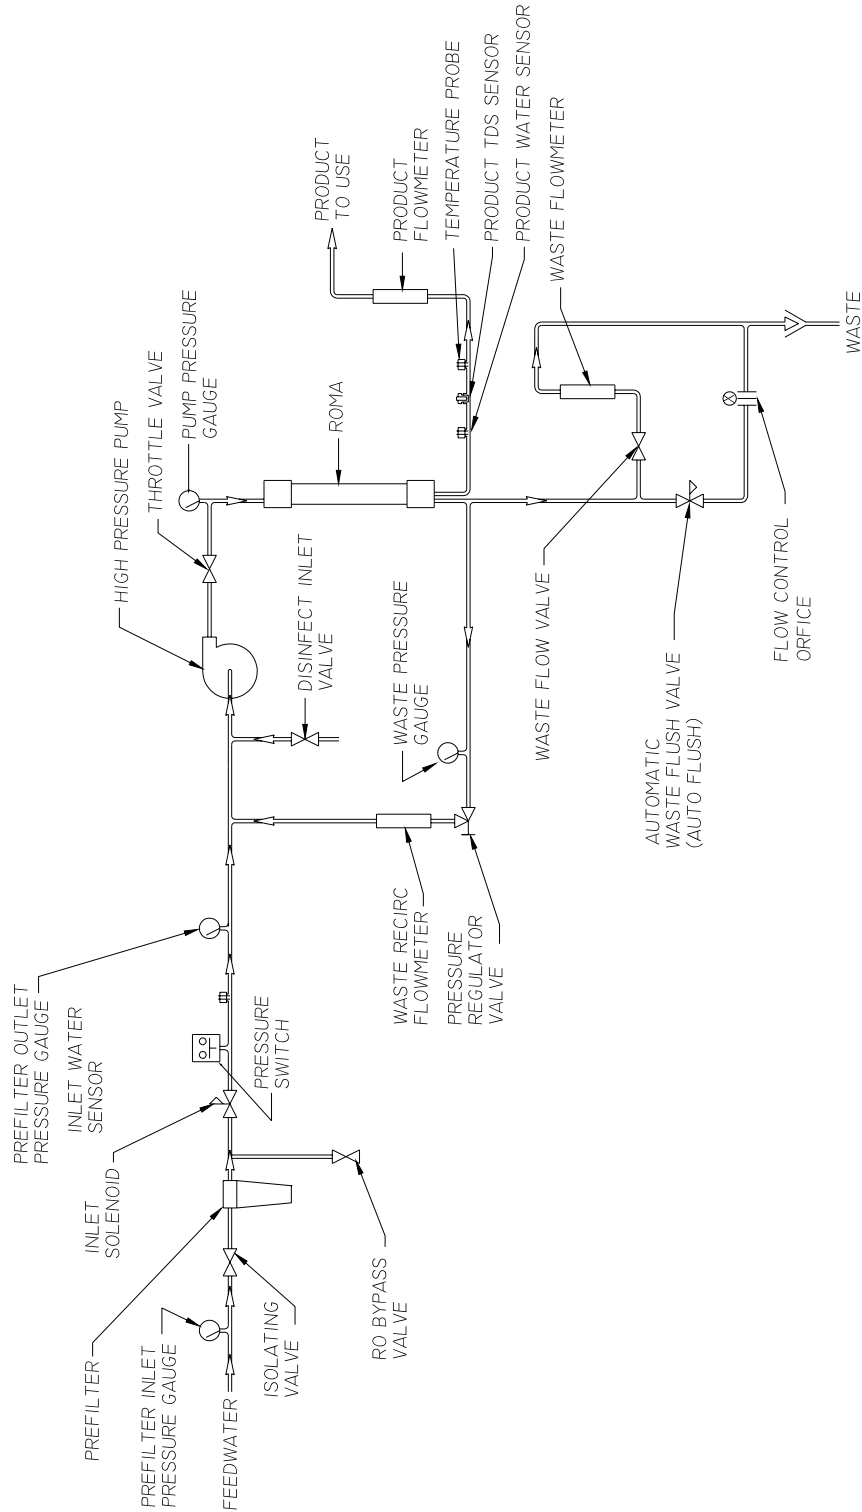 FEEDWATER
PREFILTER INLET
PRESSURE GAUGE
ISOLATING
VALVE
PREFILTER
RO BYPASS
VALVE
INLET
SOLENOID
PRESSURE
SWITCH
INLET WATER
SENSOR
PREFILTER OUTLET
PRESSURE GAUGE
WASTE RECIRC
FLOWMETER
PRESSURE
REGULATOR
VALVE
WASTE PRESSURE
GAUGE
DISINFECT INLET
VALVE
HIGH PRESSURE PUMP
THROTTLE VALVE
PUMP PRESSURE
GAUGE
ROMA
PRODUCT
TO USE
PRODUCT
FLOWMETER
TEMPERATURE PROBE
PRODUCT TDS SENSOR
PRODUCT WATER SENSOR
WASTE FLOWMETER
WASTE FLOW VALVE
AUTOMATIC
WASTE FLUSH VALVE
(AUTO FLUSH)
FLOW CONTROL
ORFICE
WASTE